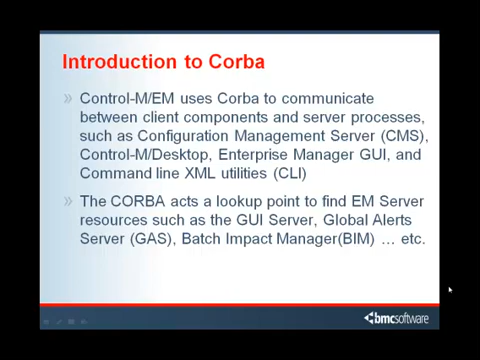 Introduction to Corba
» Control-M/EM uses Corba to communicate
between client components and server processes,
such as Configuration Management Server (CMS),
Control-M/Desktop, Enterprise Manager GUI, and
Command line XML utilities (CLI)
» The CORBA acts a lookup point to find EM Server
resources such as the GUI Server, Global Alerts
Server (GAS), Batch Impact Manager(BIM) … etc.
bmcsoftware